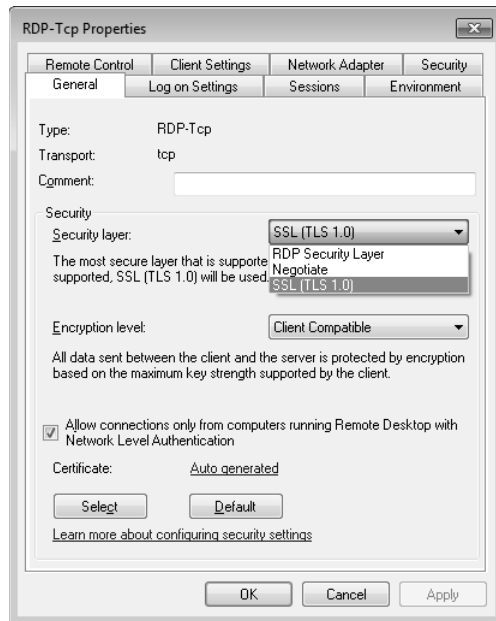 RDP-Tcp Properties
Remote Control Client Settings Network Adapter Security
General Log on Settings Sessions Environment
Type: RDP-Tcp
Transport: tcp
Comment:
Security
Security layer: SSL (TLS 1.0)
RDP Security Layer
Negotiate
SSL (TLS 1.0)
The most secure layer that is supporte
supported, SSL (TLS 1.0) will be used
Encryption level: Client Compatible
All data sent between the client and the server is protected by encryption
based on the maximum key strength supported by the client.
Allow connections only from computers running Remote Desktop with
Network Level Authentication
Certificate: Auto generated
Select Default
Learn more about configuring security settings
OK Cancel Apply